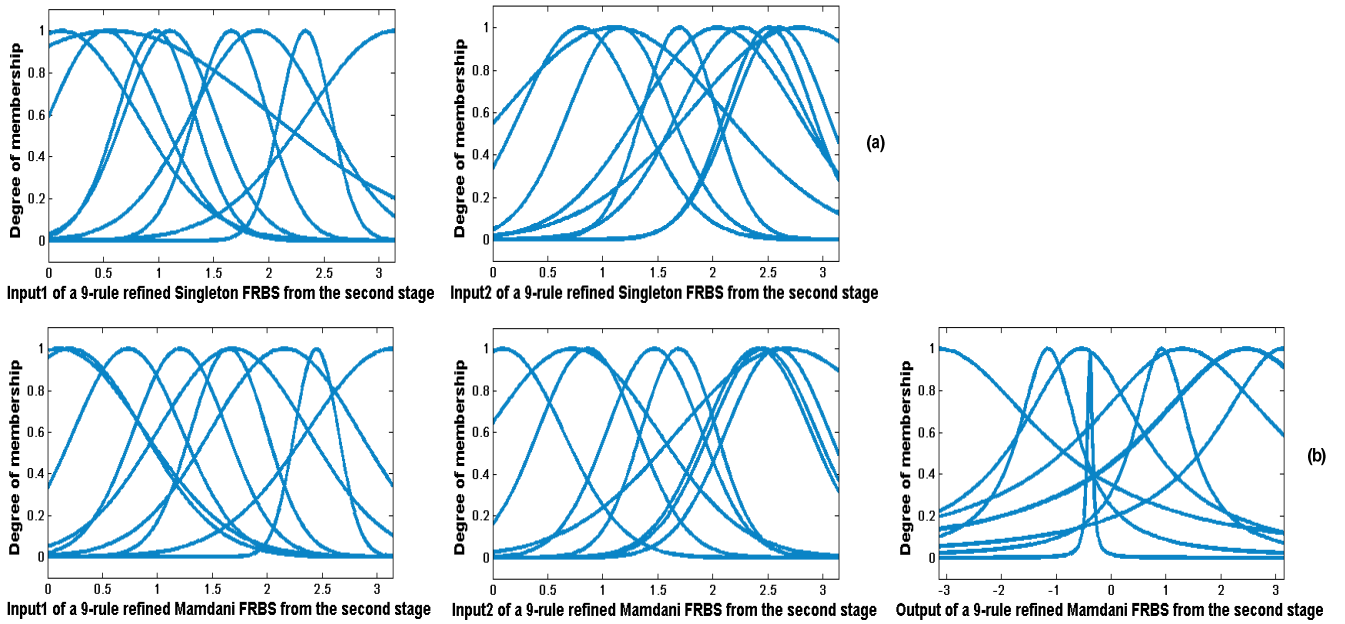 Degree of membership
1
0.8
0.6
0.4
0.2
0
0 0.5 1 1.5 2 2.5 3
Input1 of a 9-rule refined Singleton FRBS from the second stage
Degree of membership
1
0.8
0.6
0.4
0.2
0
0 0.5 1 1.5 2 2.5 3
Input2 of a 9-rule refined Singleton FRBS from the second stage
(a)
Degree of membership
1
0.8
0.6
0.4
0.2
0
0 0.5 1 1.5 2 2.5 3
Input1 of a 9-rule refined Mamdani FRBS from the second stage
Degree of membership
1
0.8
0.6
0.4
0.2
0
0 0.5 1 1.5 2 2.5 3
Input2 of a 9-rule refined Mamdani FRBS from the second stage
Degree of membership
1
0.8
0.6
0.4
0.2
0
-3 -2 -1 0 1 2 3
Output of a 9-rule refined Mamdani FRBS from the second stage
(b)